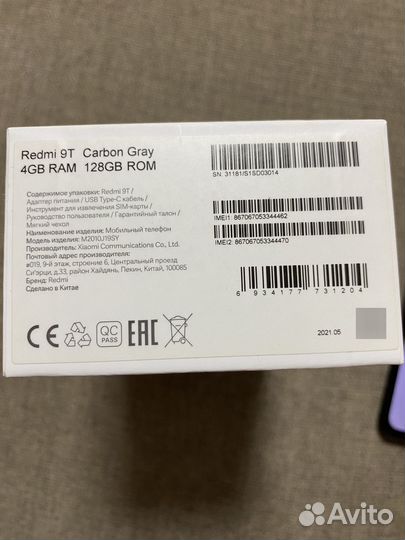 Redmi 9T Carbon Gray
4GB RAM 128GB ROM
Содержимое упаковки: Redmi 9T /
Адаптер питания / USB Type-C кабель /
Инструмент для извлечения SIM-карты /
Руководство пользователя / Гарантийный талон /
Мягкий чехол
Наименование изделия: Мобильный телефон
Модель: M2010J19SY
Производитель: Xiaomi Communications Co., Ltd.
Почтовый адрес производителя:
#019, 9-й этаж, строение 6, Центральный проезд
Си'эрци, д.33, район Хайдянь, Пекин, Китай, 100085
Бренд: Redmi
Сделано в Китае
SN: 31181/S1SD03014
IMEI1: 867067053344462
IMEI2: 867067053344470
6 934177 731204
2021.05
CE
QC
PASS
EAC
Avito